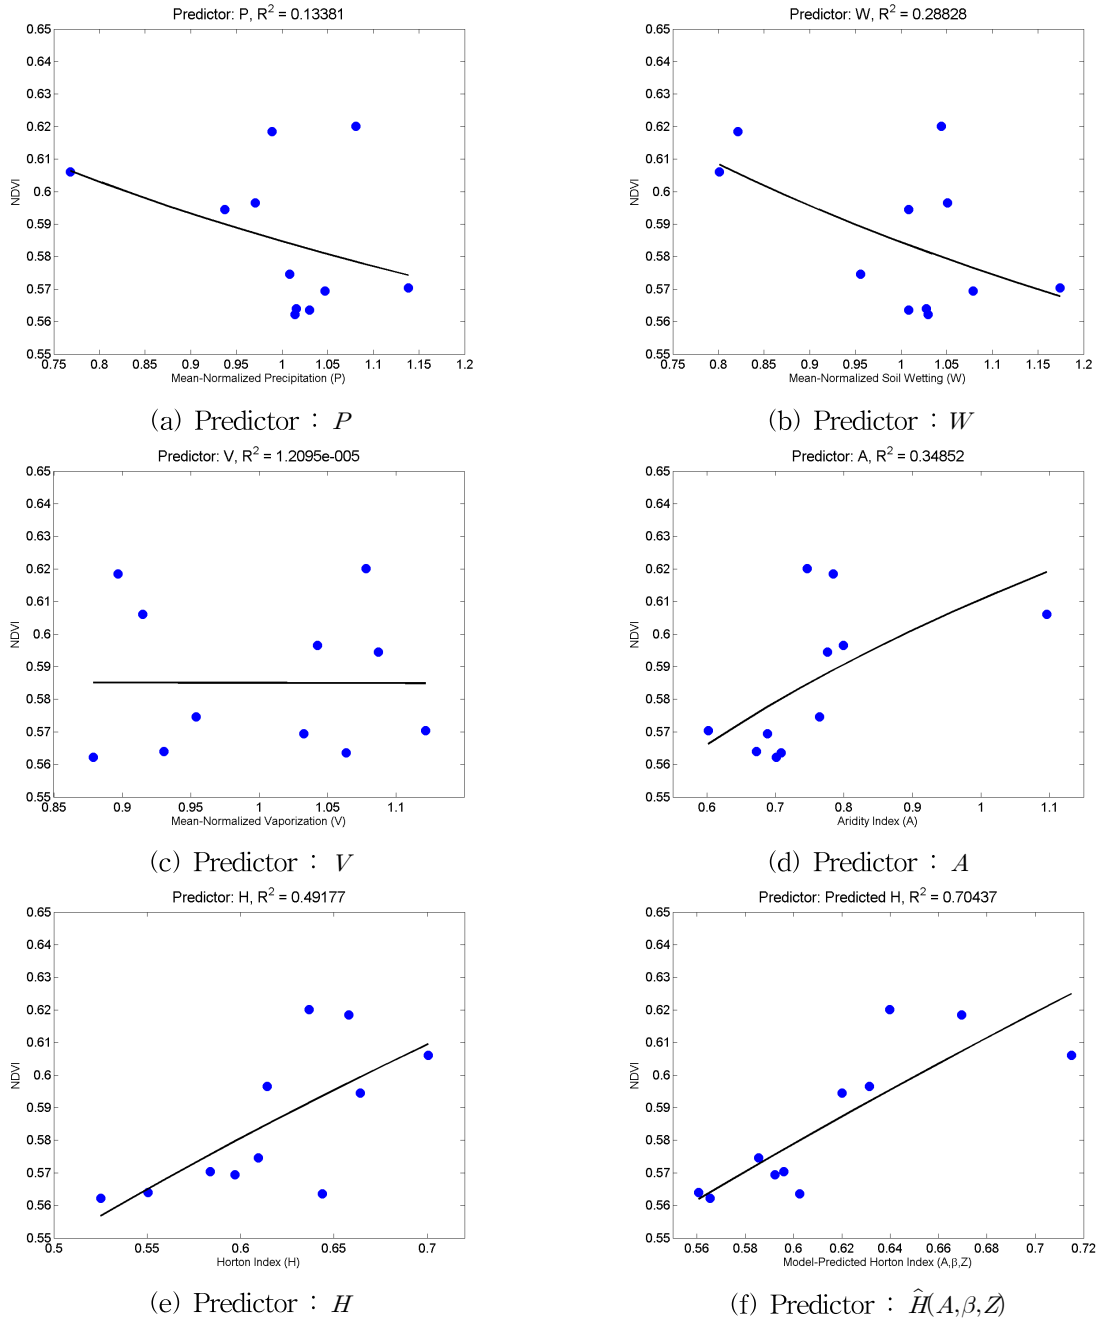 Predictor: P, R² = 0.13381
0.65
0.64
0.63
0.62
0.61
0.6
0.59
0.58
0.57
0.56
0.55
NDVI
0.75 0.8 0.85 0.9 0.95 1 1.05 1.1 1.15 1.2
Mean-Normalized Precipitation (P)
(a) Predictor : P
Predictor: W, R² = 0.28828
0.65
0.64
0.63
0.62
0.61
0.6
0.59
0.58
0.57
0.56
0.55
NDVI
0.75 0.8 0.85 0.9 0.95 1 1.05 1.1 1.15 1.2
Mean-Normalized Soil Wetting (W)
(b) Predictor : W
Predictor: V, R² = 1.2095e-005
0.65
0.64
0.63
0.62
0.61
0.6
0.59
0.58
0.57
0.56
0.55
NDVI
0.85 0.9 0.95 1 1.05 1.1
Mean-Normalized Vaporization (V)
(c) Predictor : V
Predictor: A, R² = 0.34852
0.65
0.64
0.63
0.62
0.61
0.6
0.59
0.58
0.57
0.56
0.55
NDVI
0.6 0.7 0.8 0.9 1 1.1
Aridity Index (A)
(d) Predictor : A
Predictor: H, R² = 0.49177
0.65
0.64
0.63
0.62
0.61
0.6
0.59
0.58
0.57
0.56
0.55
NDVI
0.5 0.55 0.6 0.65 0.7
Horton Index (H)
(e) Predictor : H
Predictor: Predicted H, R² = 0.70437
0.65
0.64
0.63
0.62
0.61
0.6
0.59
0.58
0.57
0.56
0.55
NDVI
0.56 0.58 0.6 0.62 0.64 0.66 0.68 0.7 0.72
Model-Predicted Horton Index (A,β,Z)
(f) Predictor : Ĥ(A,β,Z)